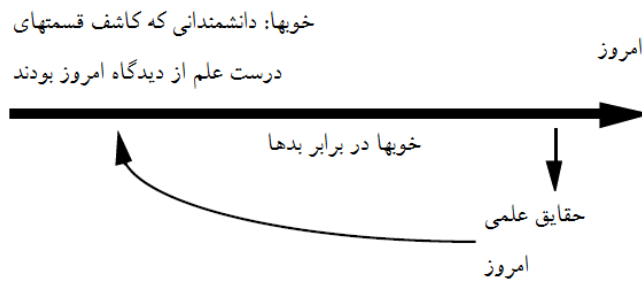 خوبها: دانشمندانی که کاشف قسمتهای
درست علم از دیدگاه امروز بودند
امروز
خوبها در برابر بدها
حقایق علمی
امروز